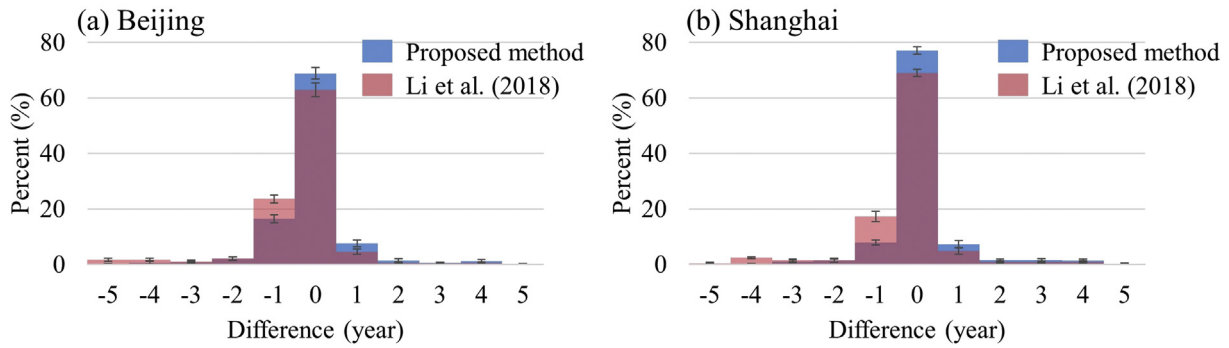 (a) Beijing
Proposed method
Li et al. (2018)
Percent (%)
80
60
40
20
0
-5 -4 -3 -2 -1 0 1 2 3 4 5
Difference (year)
(b) Shanghai
Proposed method
Li et al. (2018)
Percent (%)
80
60
40
20
0
-5 -4 -3 -2 -1 0 1 2 3 4 5
Difference (year)